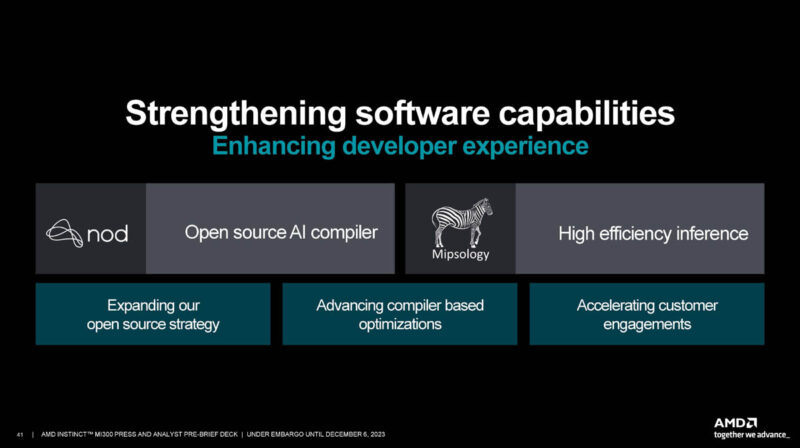 Strengthening software capabilities
Enhancing developer experience
nod
Open source AI compiler
Mipsology
High efficiency inference
Expanding our
open source strategy
Advancing compiler based
optimizations
Accelerating customer
engagements
41 | AMD INSTINCT™ MI300 PRESS AND ANALYST PRE-BRIEF DECK | UNDER EMBARGO UNTIL DECEMBER 6, 2023
AMD
together we advance_